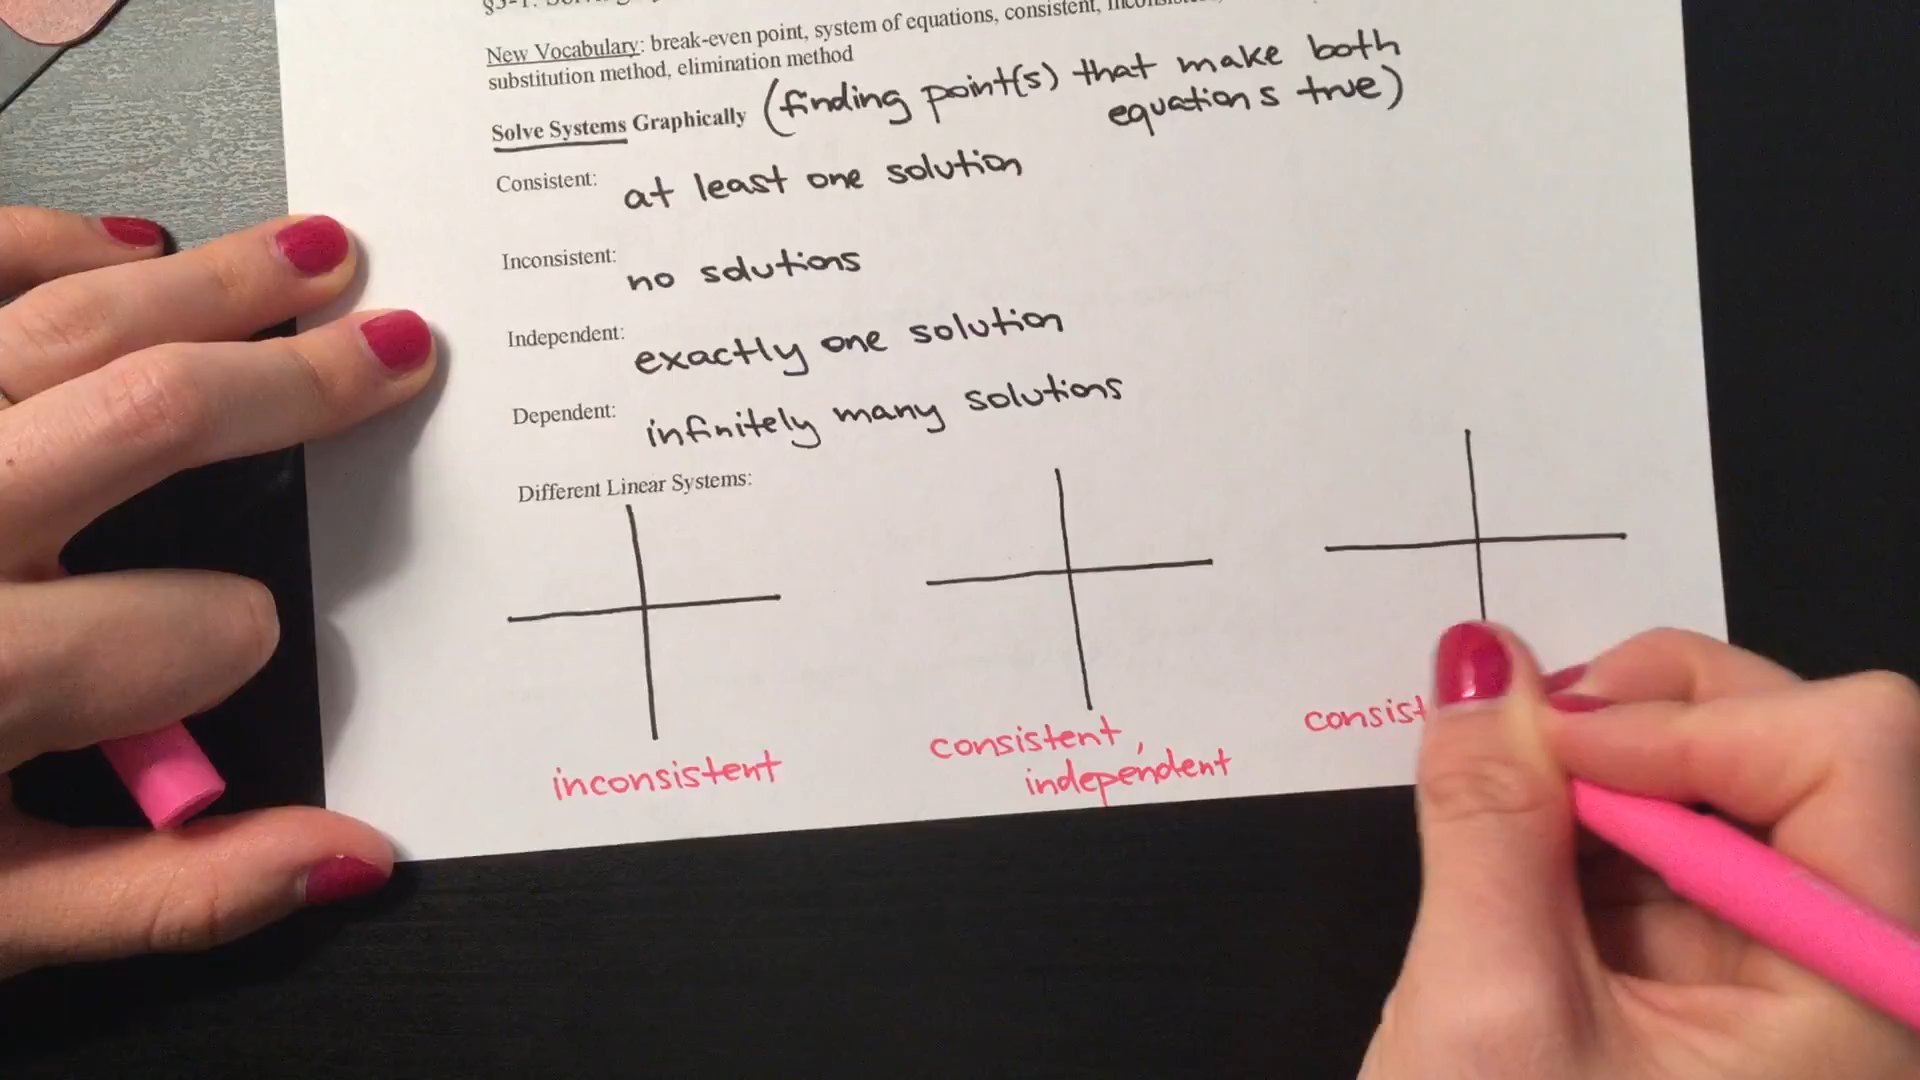 New Vocabulary: break-even point, system of equations, consistent,
substitution method, elimination method
Solve Systems Graphically (finding point(s) that make both
equations true)
Consistent: at least one solution
Inconsistent: no solutions
Independent: exactly one solution
Dependent: infinitely many solutions
Different Linear Systems:
inconsistent
consistent,
independent
consist